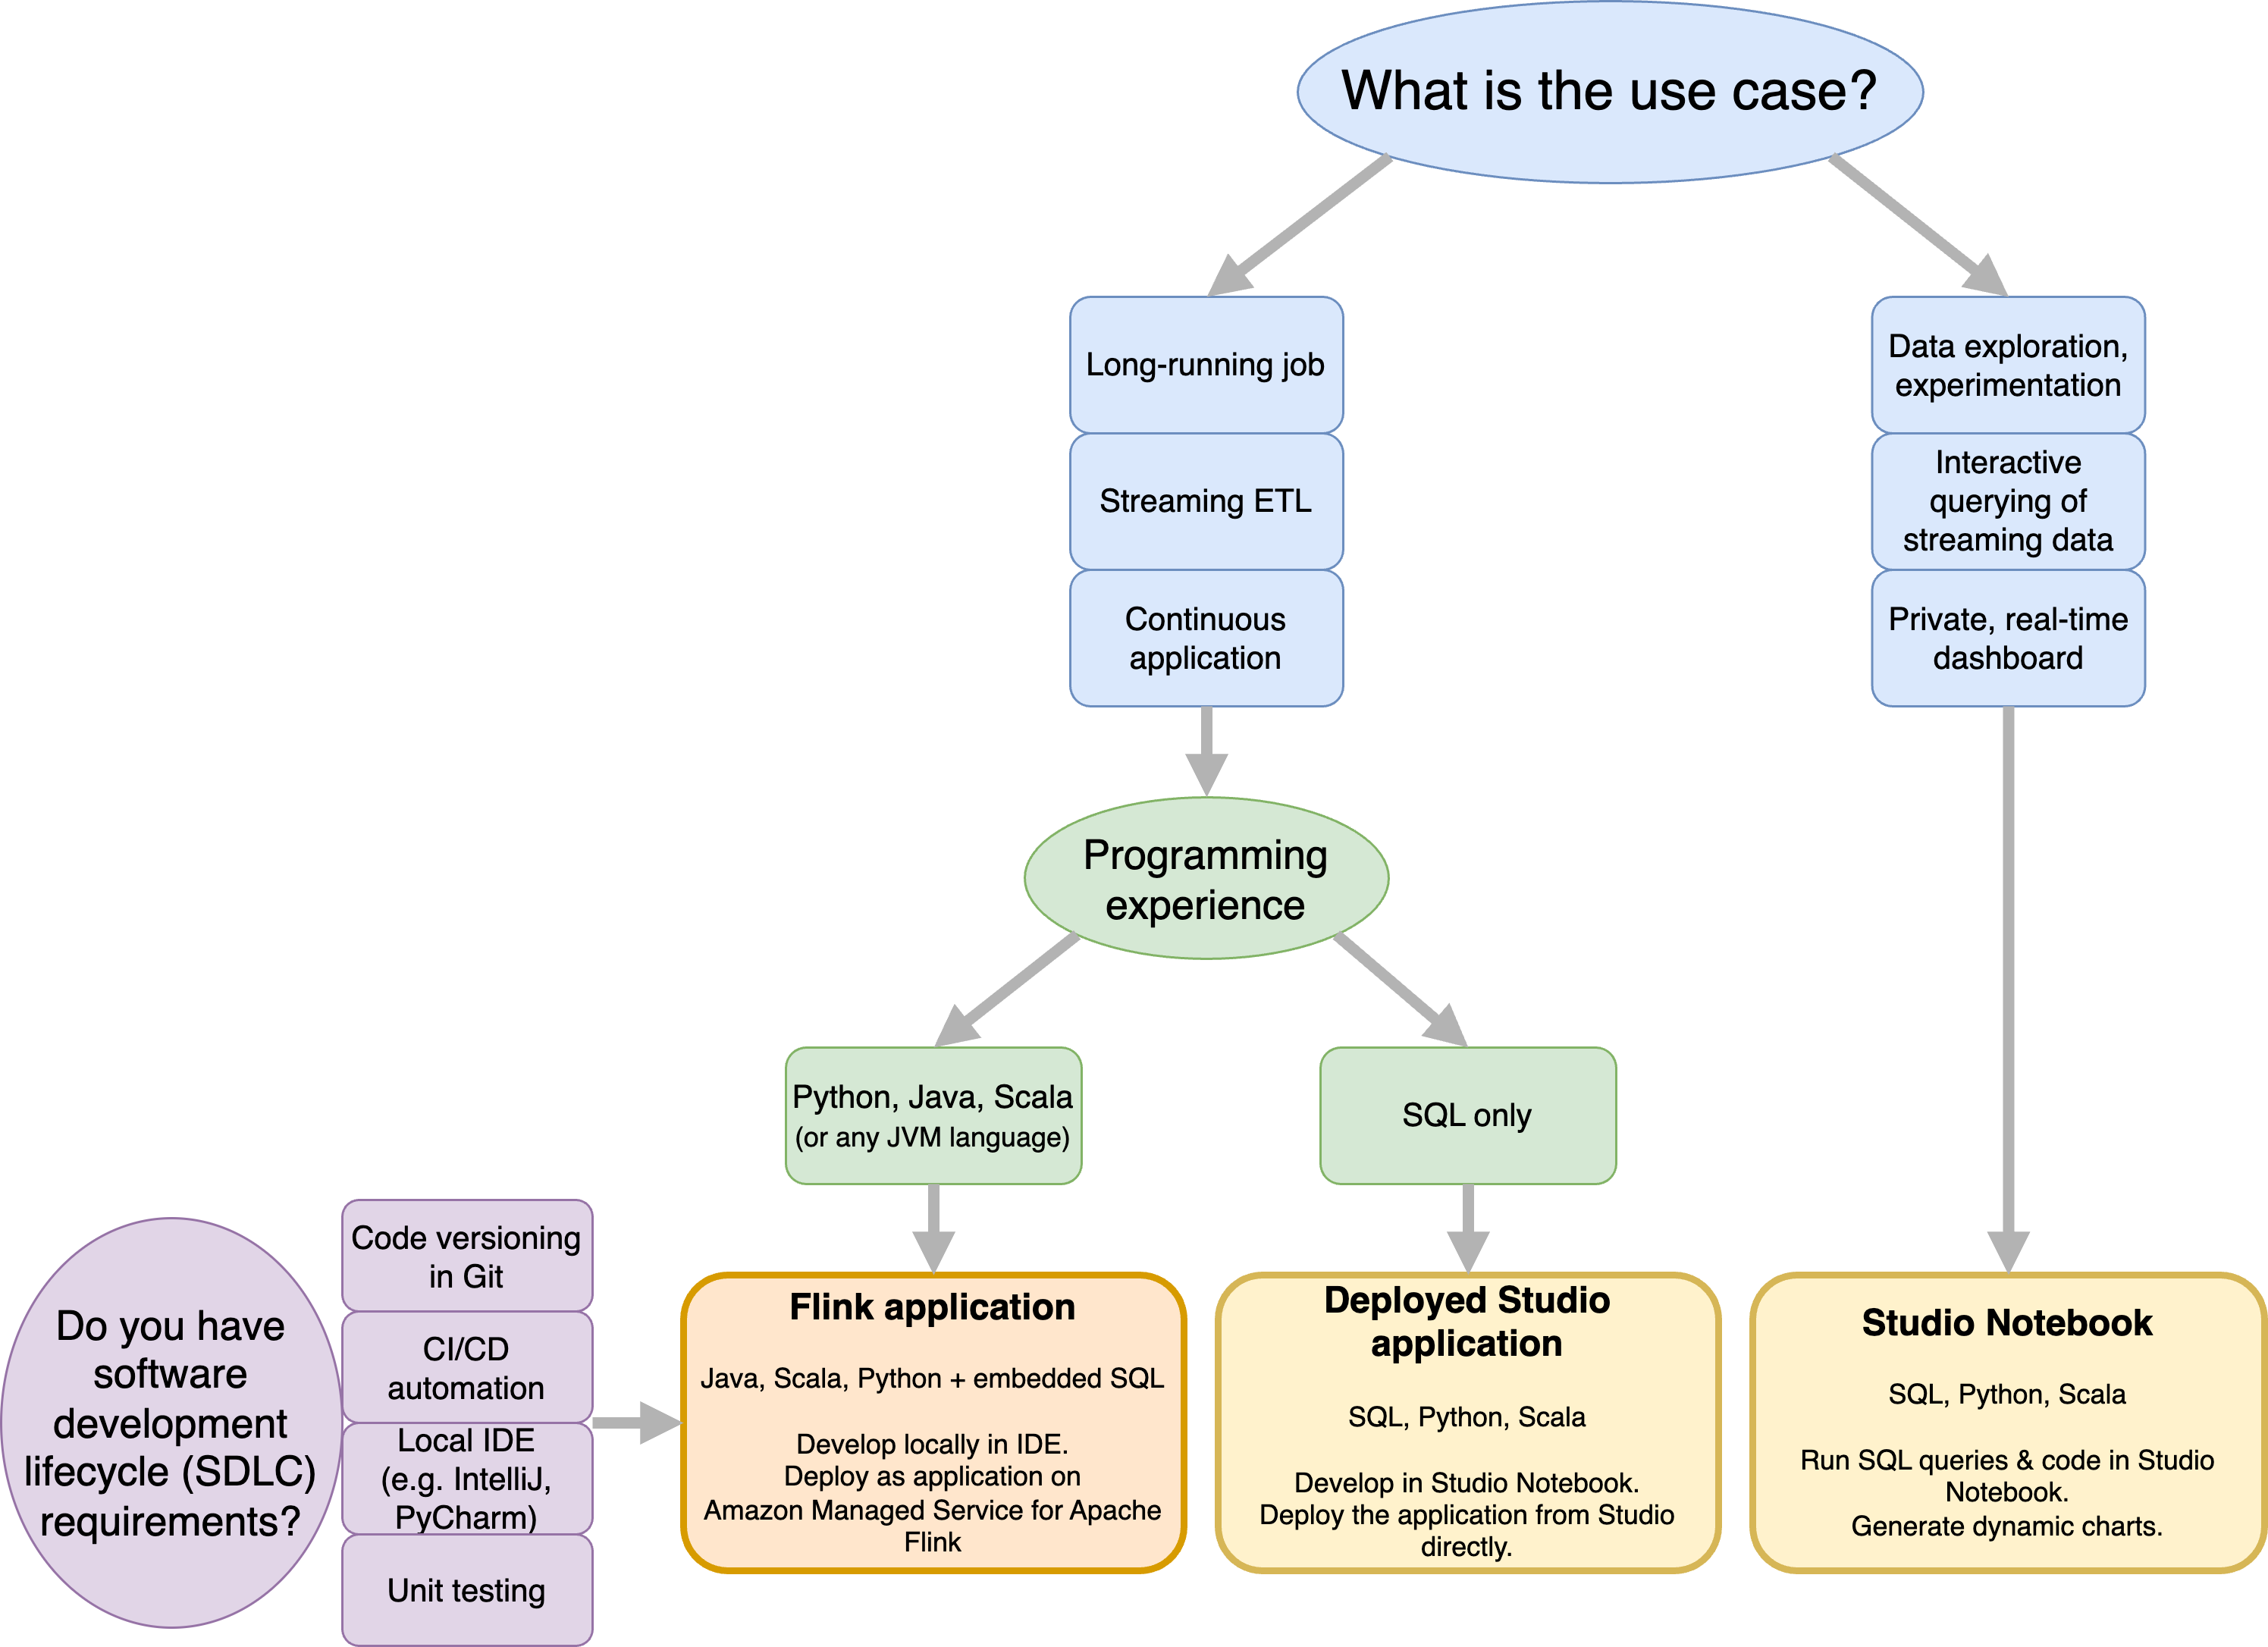 What is the use case?
Long-running job
Streaming ETL
Continuous
application
Data exploration,
experimentation
Interactive
querying of
streaming data
Private, real-time
dashboard
Programming
experience
Python, Java, Scala
(or any JVM language)
SQL only
Do you have
software
development
lifecycle (SDLC)
requirements?
Code versioning
in Git
CI/CD
automation
Local IDE
(e.g. IntelliJ,
PyCharm)
Unit testing
Flink application
Java, Scala, Python + embedded SQL
Develop locally in IDE.
Deploy as application on
Amazon Managed Service for Apache
Flink
Deployed Studio
application
SQL, Python, Scala
Develop in Studio Notebook.
Deploy the application from Studio
directly.
Studio Notebook
SQL, Python, Scala
Run SQL queries & code in Studio
Notebook.
Generate dynamic charts.